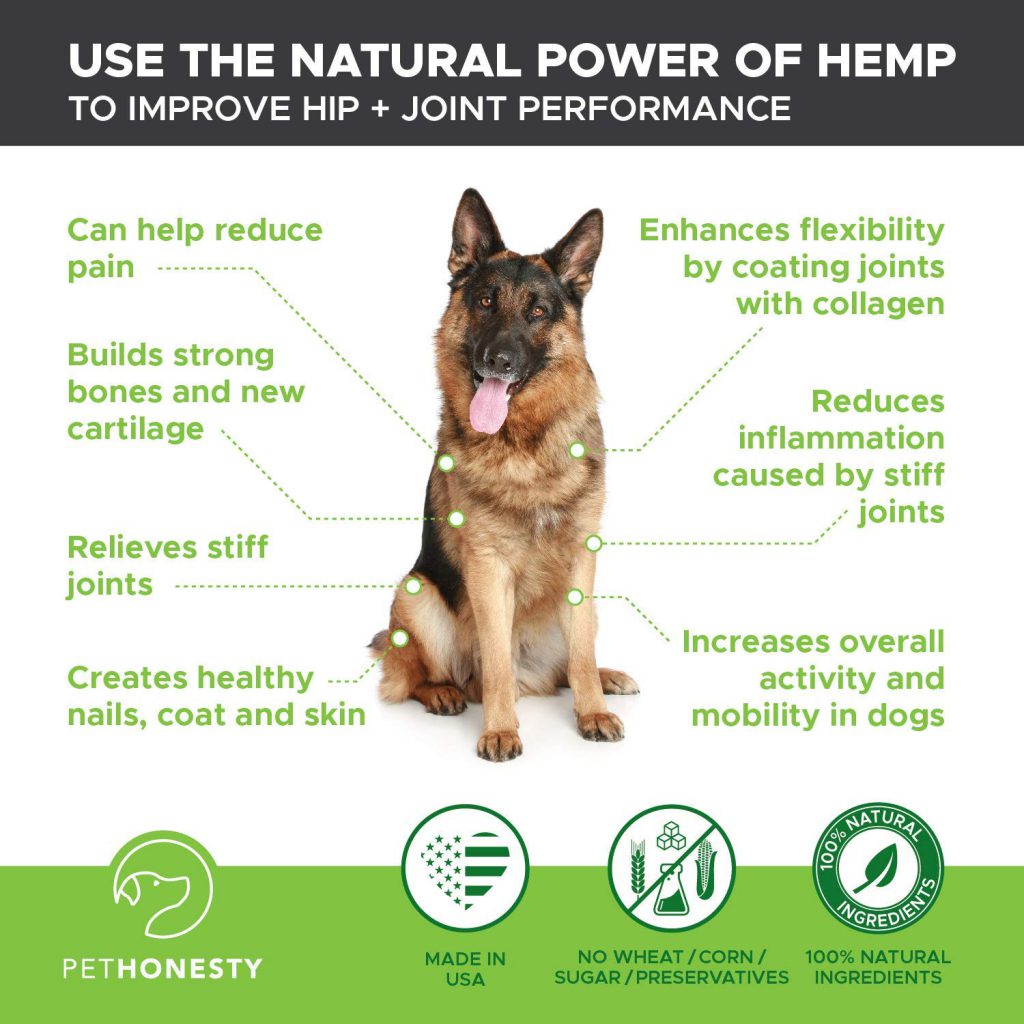 USE THE NATURAL POWER OF HEMP
TO IMPROVE HIP + JOINT PERFORMANCE
Can help reduce
pain
Builds strong
bones and new
cartilage
Relieves stiff
joints
Creates healthy
nails, coat and skin
Enhances flexibility
by coating joints
with collagen
Reduces
inflammation
caused by stiff
joints
Increases overall
activity and
mobility in dogs
PETHONESTY
MADE IN
USA
NO WHEAT / CORN /
SUGAR / PRESERVATIVES
100% NATURAL
INGREDIENTS
100% NATURAL
INGREDIENTS